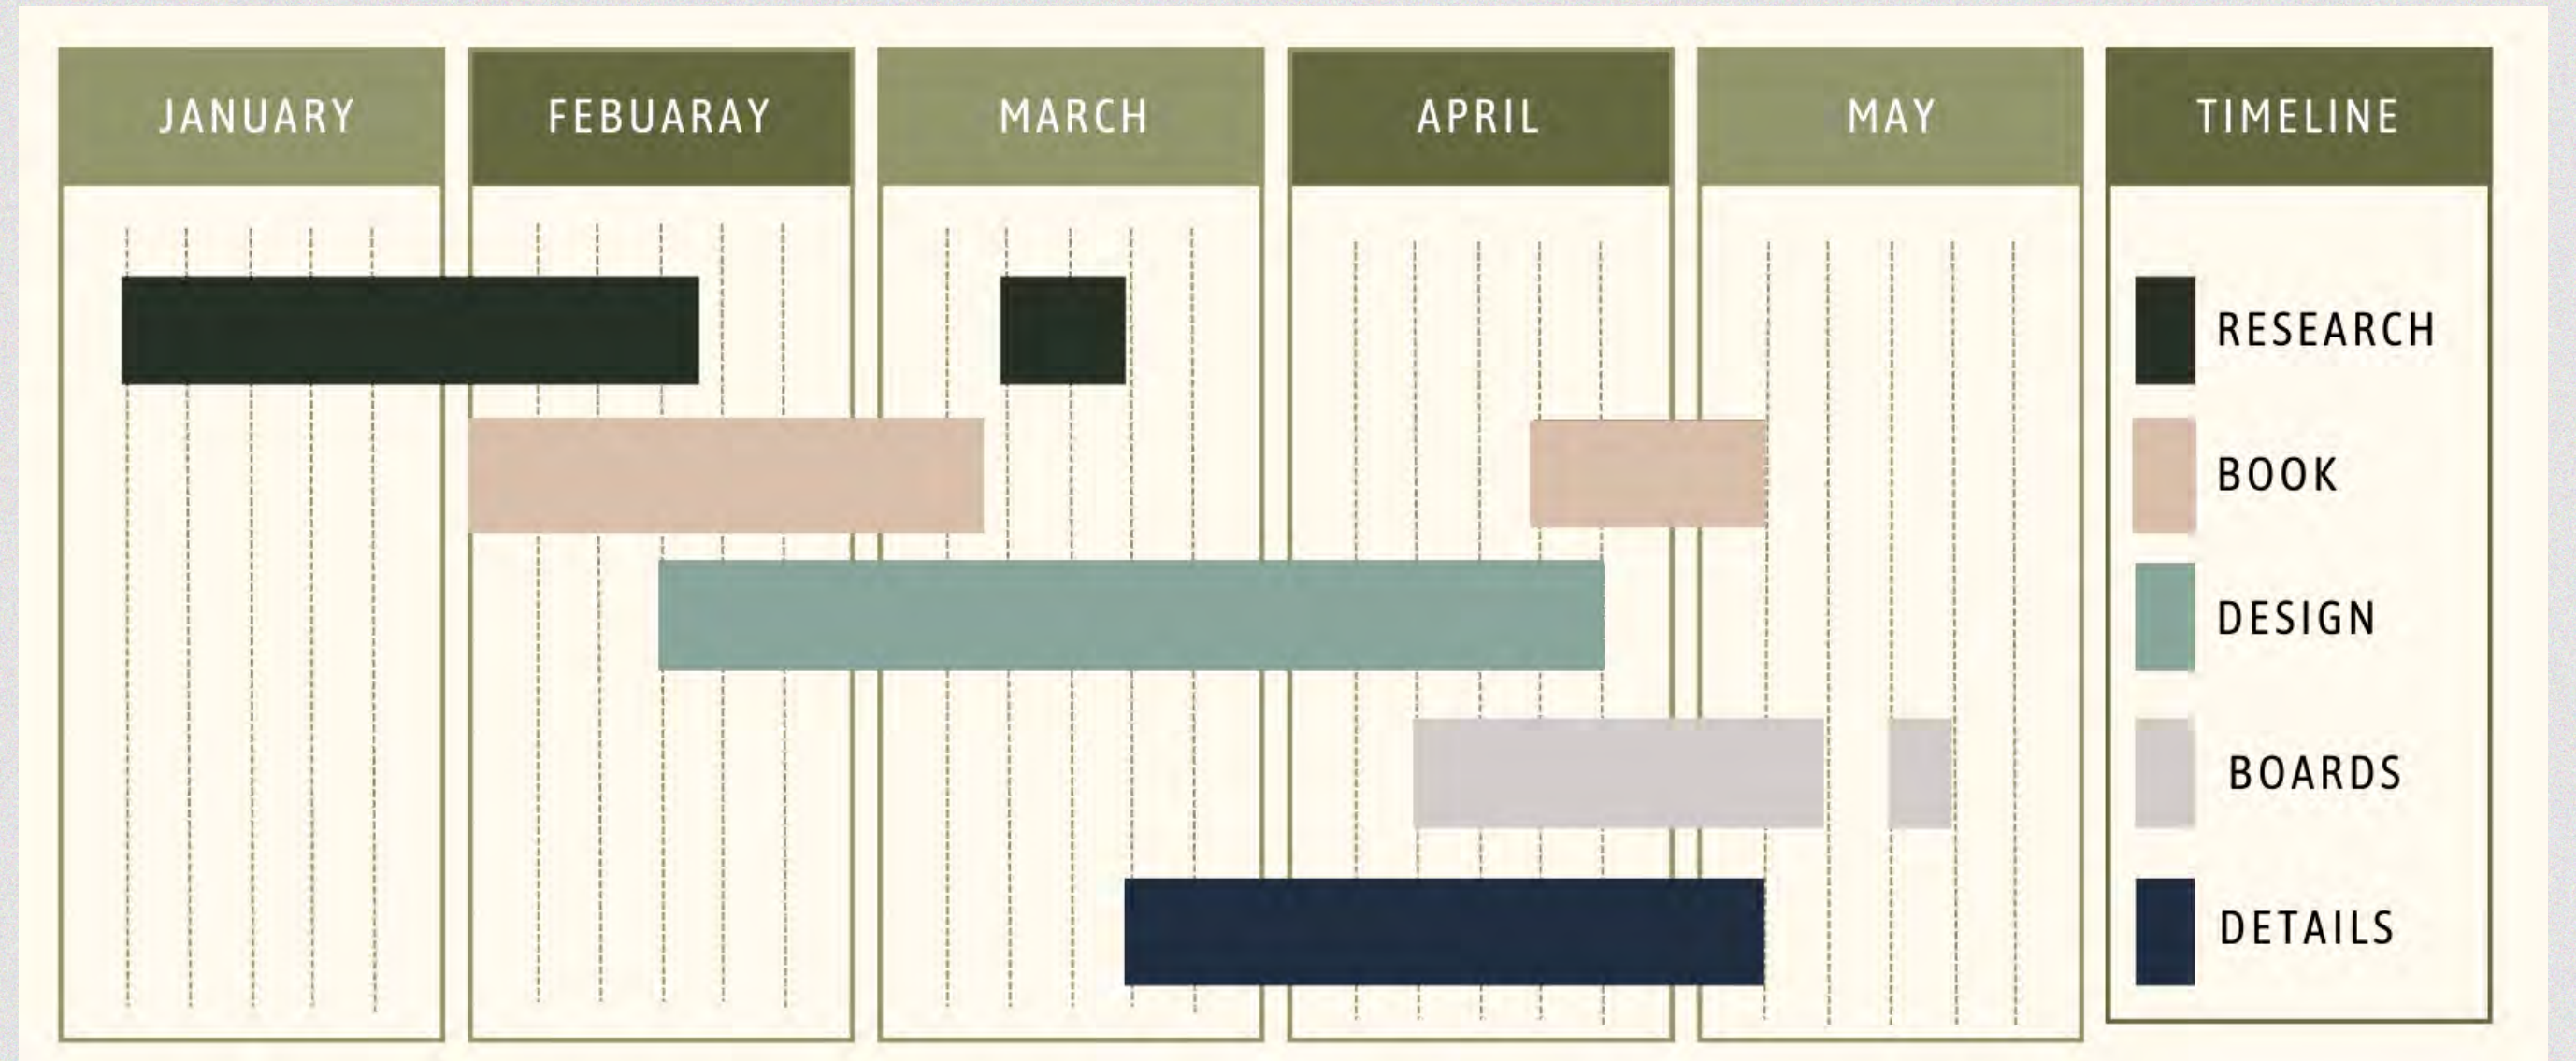 JANUARY
FEBUARAY
MARCH
APRIL
MAY
TIMELINE
RESEARCH
BOOK
DESIGN
BOARDS
DETAILS